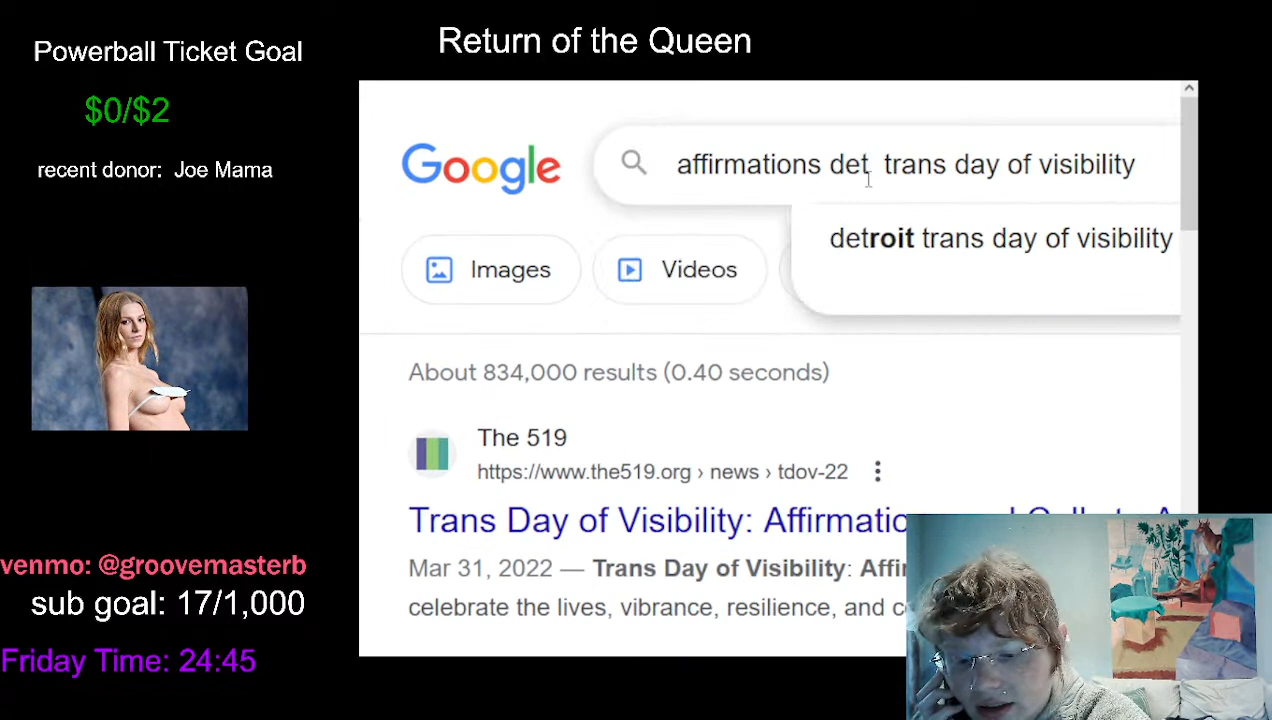 Powerball Ticket Goal
$0/$2
recent donor: Joe Mama
Return of the Queen
Google
affirmations det trans day of visibility
detroit trans day of visibility
Images
Videos
About 834,000 results (0.40 seconds)
The 519
https://www.the519.org › news › tdov-22
Trans Day of Visibility: Affirmatio
Mar 31, 2022 — Trans Day of Visibility: Affir
celebrate the lives, vibrance, resilience, and c
venmo: @groovemasterb
sub goal: 17/1,000
Friday Time: 24:45